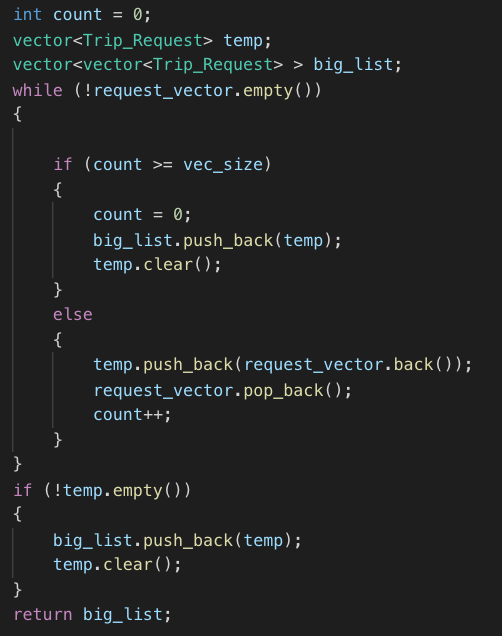 int count = 0;
vector<Trip_Request> temp;
vector<vector<Trip_Request> > big_list;
while (!request_vector.empty())
{
if (count >= vec_size)
{
count = 0;
big_list.push_back(temp);
temp.clear();
}
else
{
temp.push_back(request_vector.back());
request_vector.pop_back();
count++;
}
}
if (!temp.empty())
{
big_list.push_back(temp);
temp.clear();
}
return big_list;